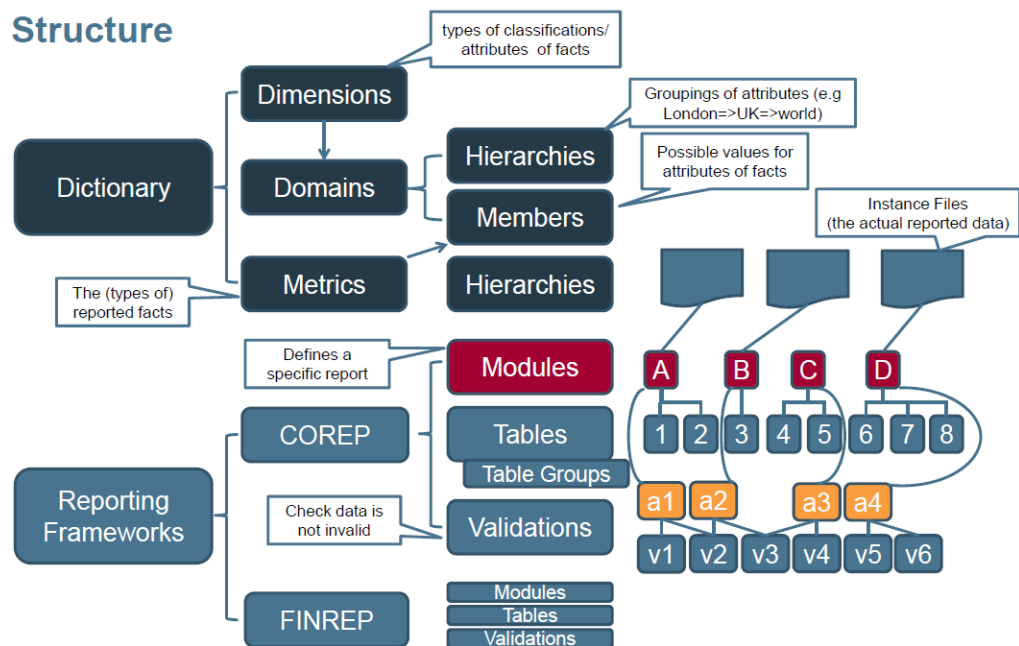 Structure
types of classifications/
attributes of facts
Dimensions
Groupings of attributes (e.g
London=>UK=>world)
Hierarchies
Possible values for
attributes of facts
Dictionary
Domains
Members
Instance Files
(the actual reported data)
Metrics
Hierarchies
The (types of)
reported facts
Defines a
specific report
Modules
A
B
C
D
1
2
3
4
5
6
7
8
COREP
Tables
Table Groups
Reporting
Frameworks
Check data is
not invalid
Validations
a1
a2
a3
a4
v1
v2
v3
v4
v5
v6
FINREP
Modules
Tables
Validations